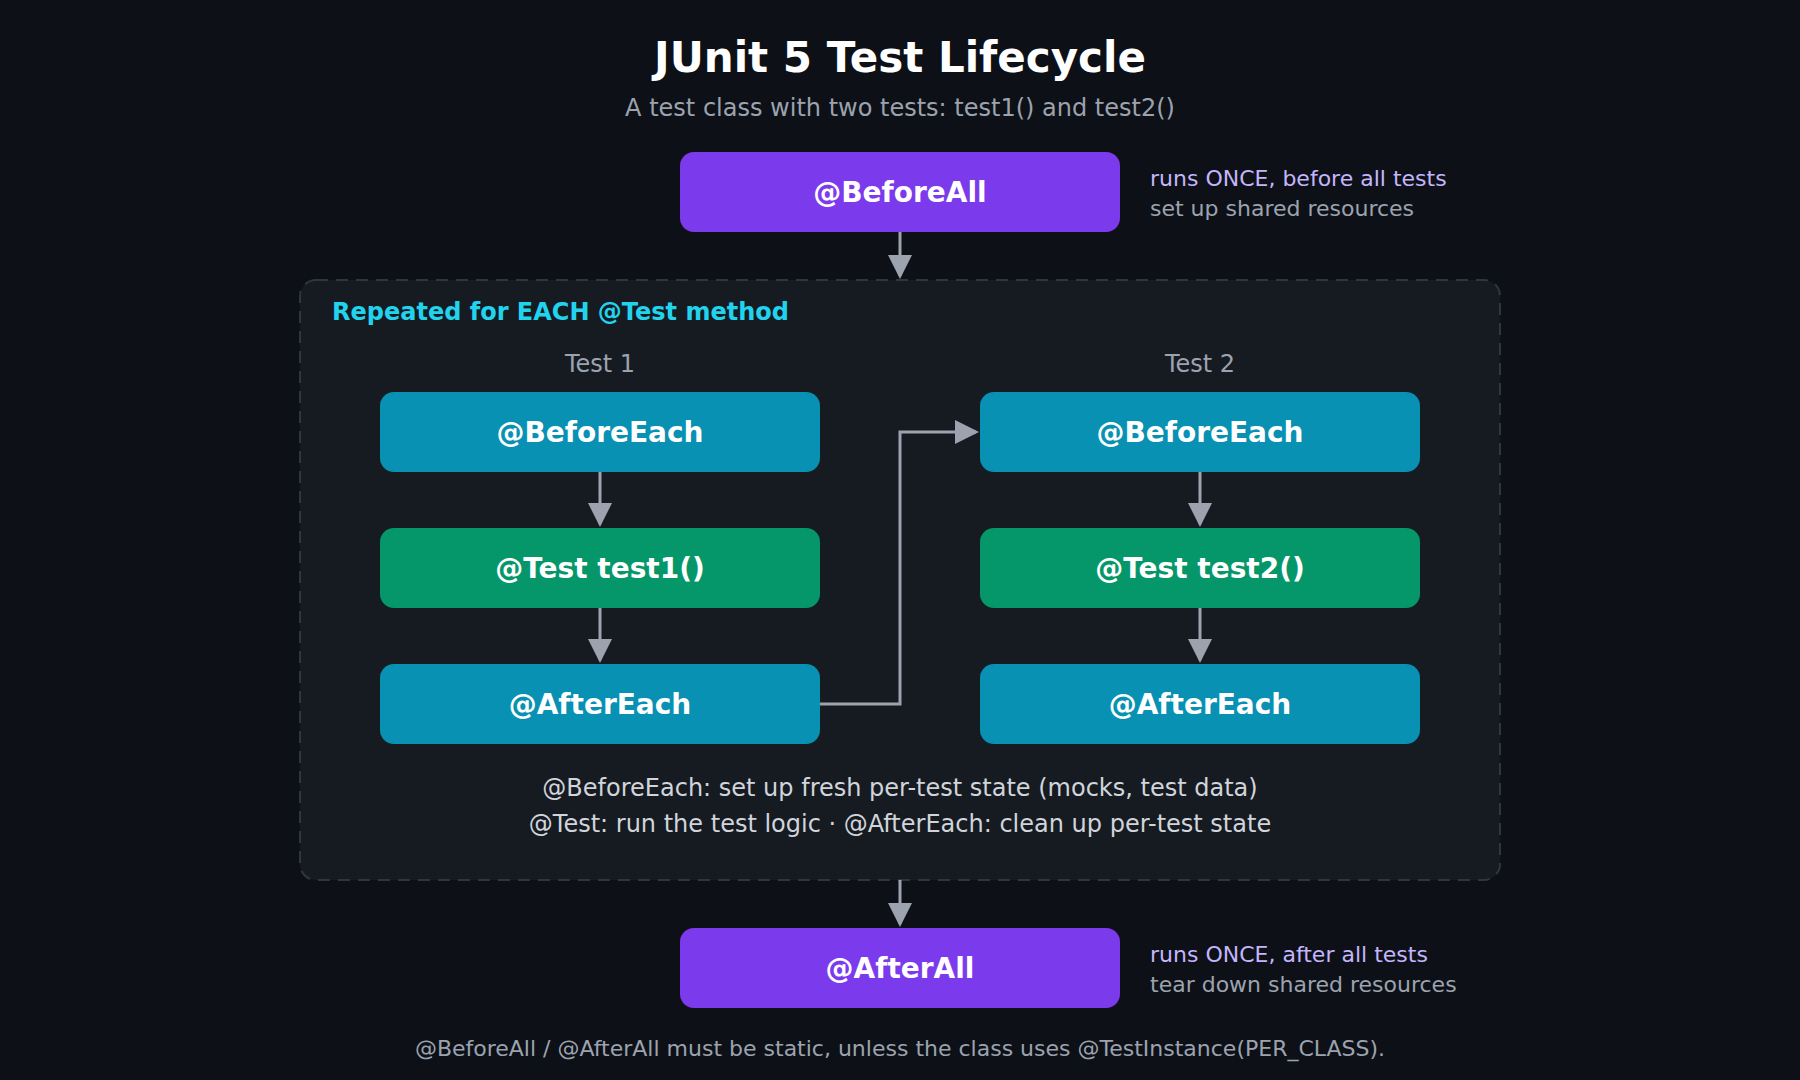 JUnit 5 Test Lifecycle
A test class with two tests: test1() and test2()
@BeforeAll
runs ONCE, before all tests
set up shared resources
Repeated for EACH @Test method
Test 1
@BeforeEach
@Test test1()
@AfterEach
Test 2
@BeforeEach
@Test test2()
@AfterEach
@BeforeEach: set up fresh per-test state (mocks, test data)
@Test: run the test logic · @AfterEach: clean up per-test state
@AfterAll
runs ONCE, after all tests
tear down shared resources
@BeforeAll / @AfterAll must be static, unless the class uses @TestInstance(PER_CLASS).